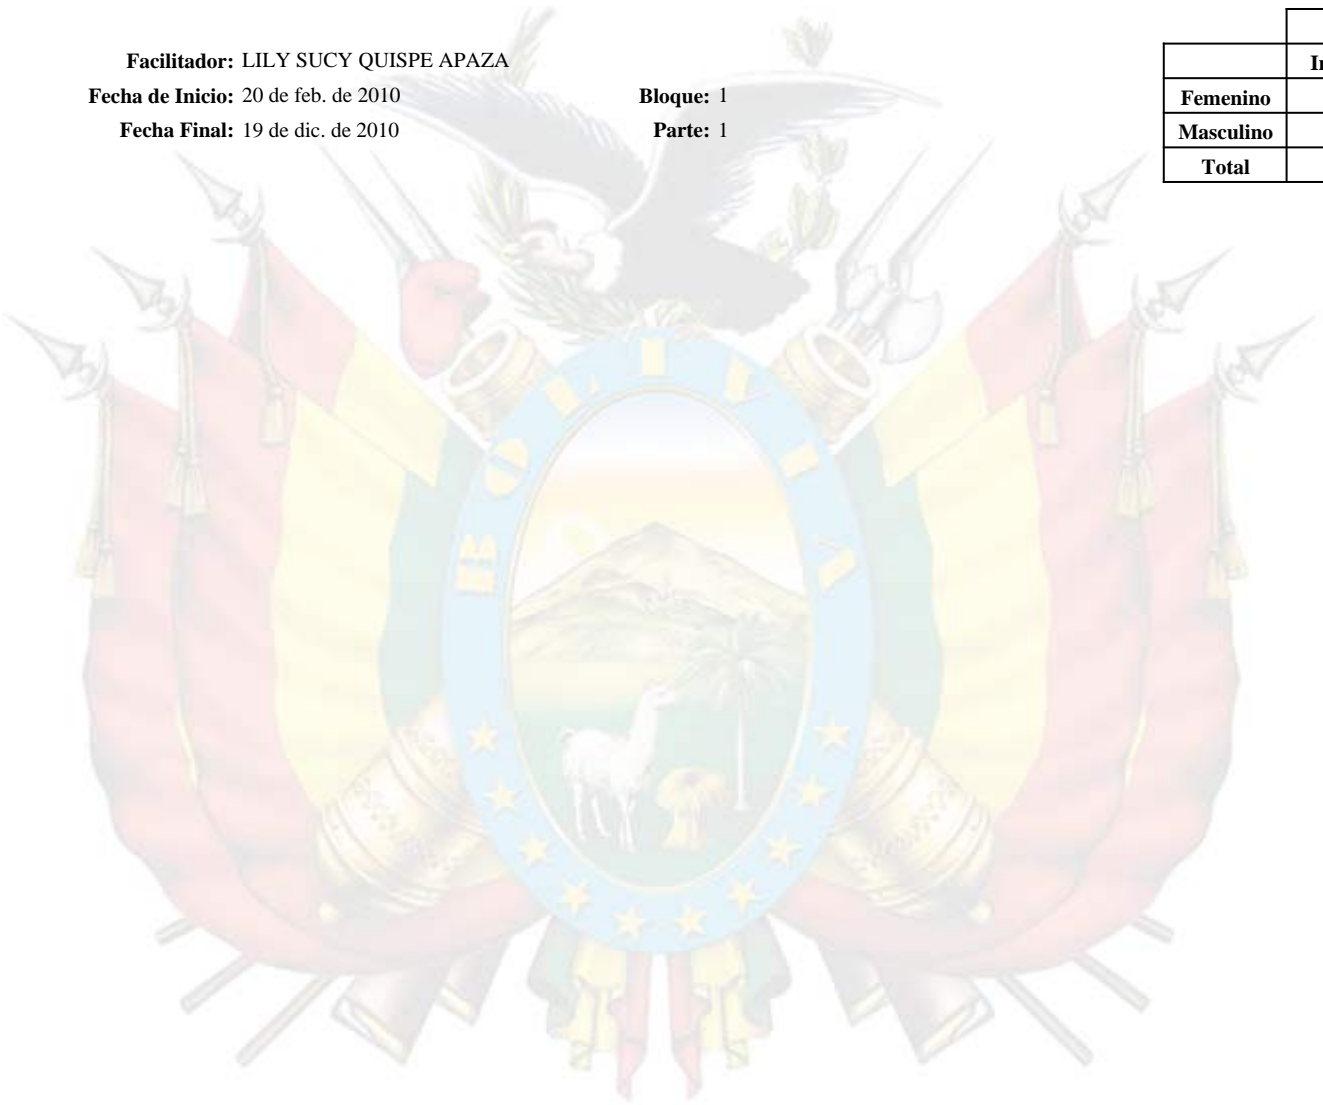 Facilitador: LILY SUCY QUISPE APAZA
Fecha de Inicio: 20 de feb. de 2010 Bloque: 1
Fecha Final: 19 de dic. de 2010 Parte: 1
Femenino
Masculino
Total
BOLIVIA